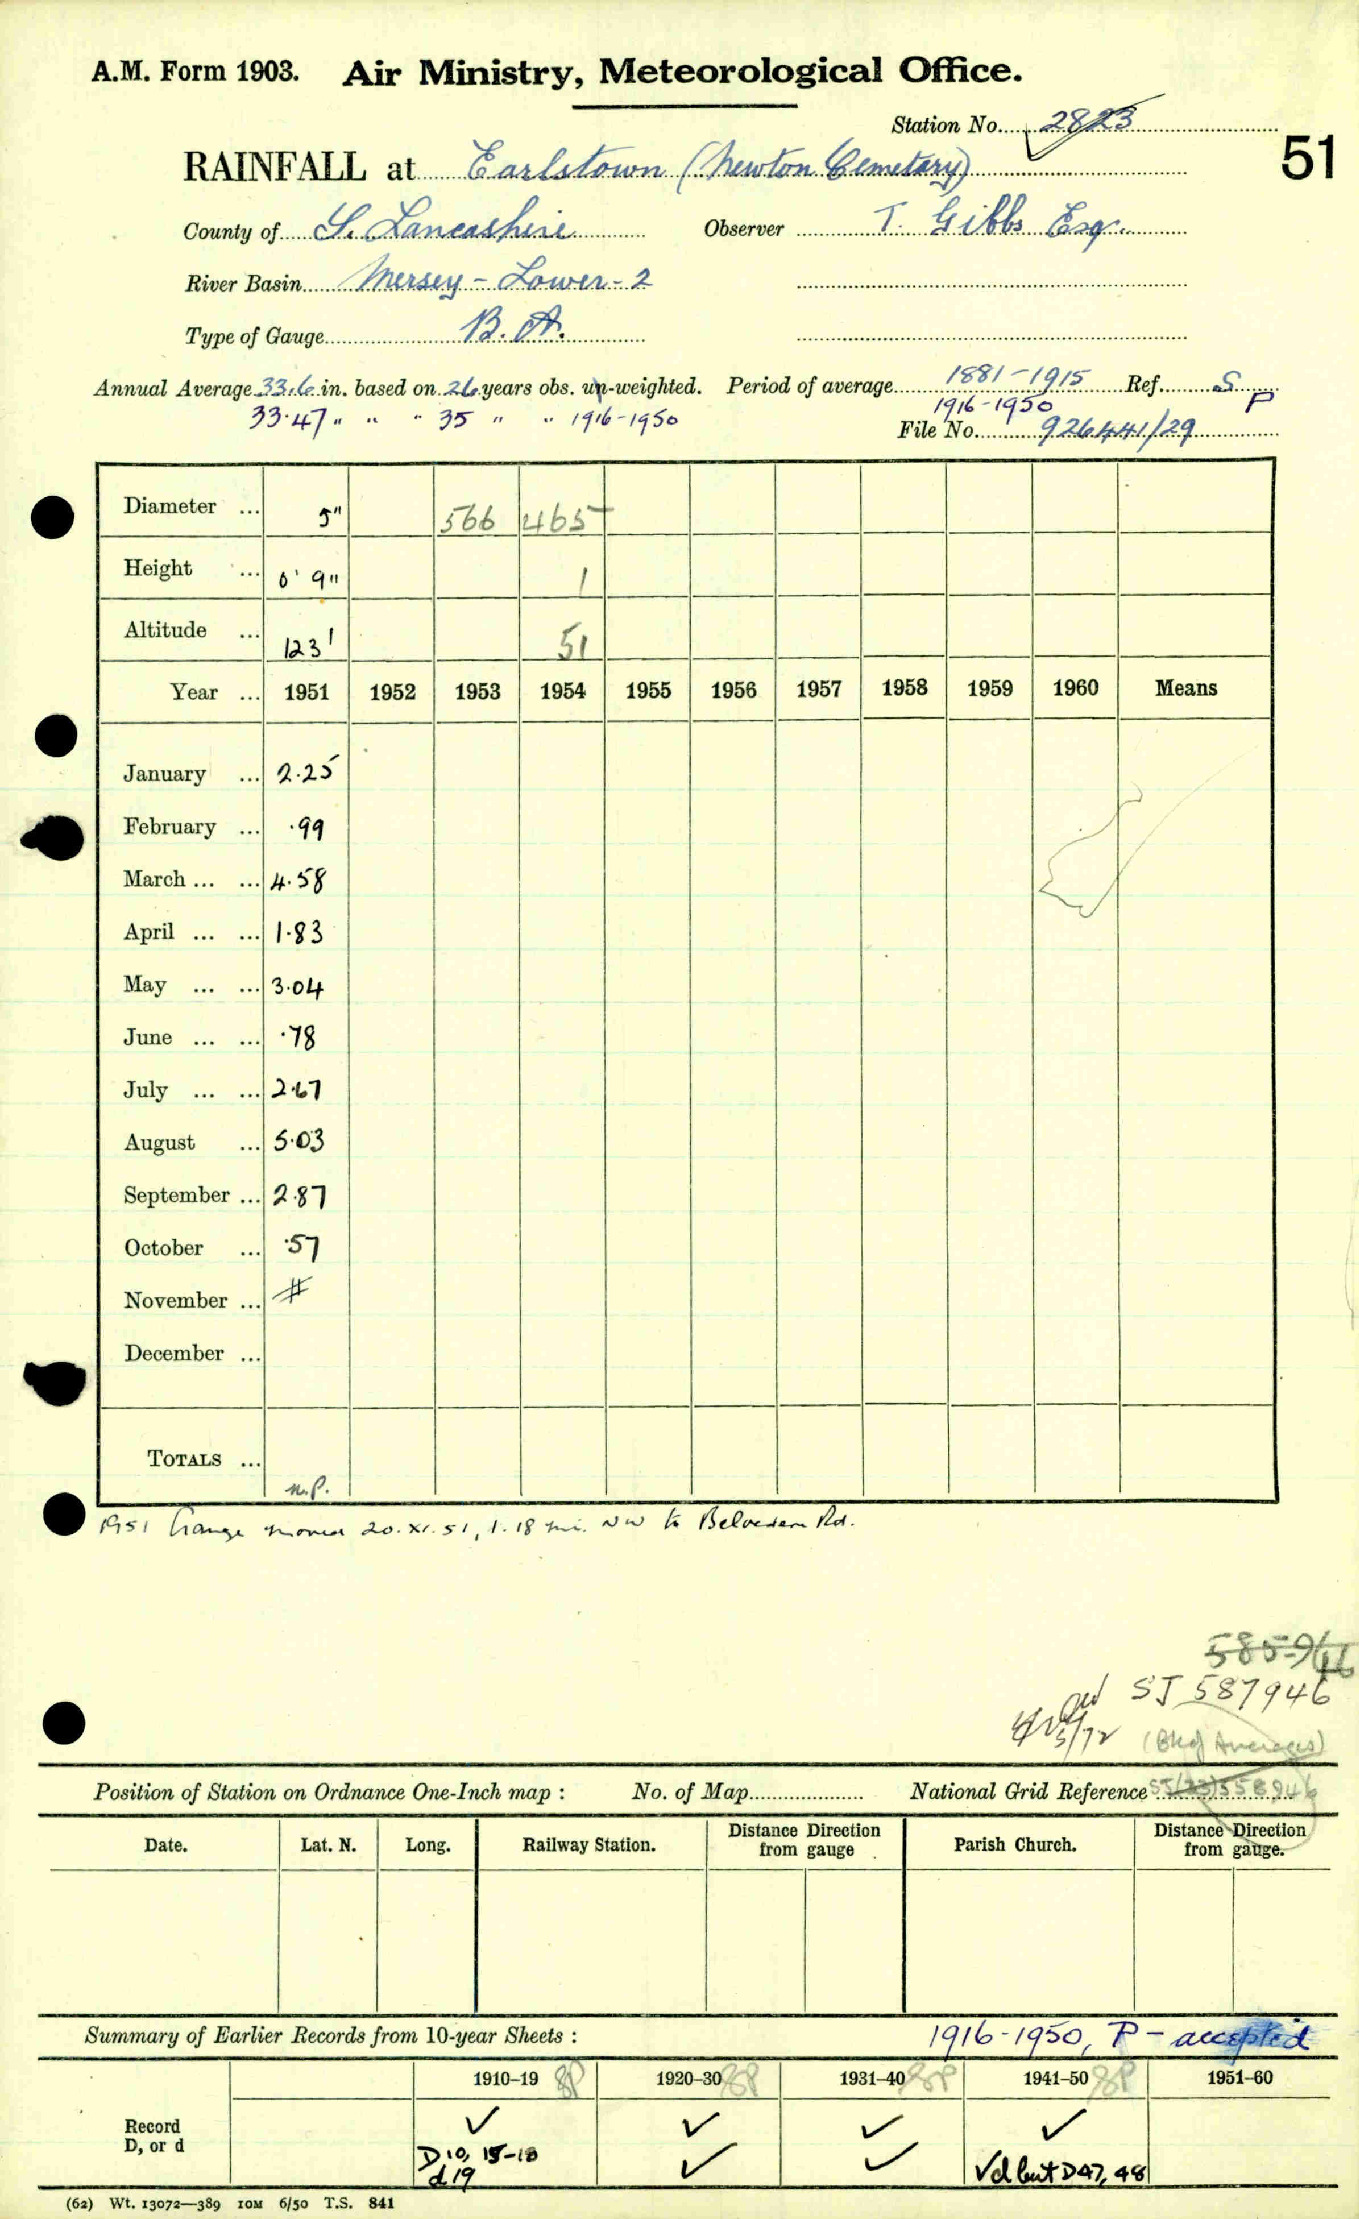 A.M. Form 1903. Air Ministry, Meteorological Office.
Station No. 2823
51
RAINFALL at Earlstown (Newton Cemetary)
County of S. Lancashire Observer T. Gibbs Esq.
River Basin Mersey - Lower - 2
Type of Gauge B. A.
Annual Average 33.6 in. based on 26 years obs. un-weighted. Period of average 1881-1915 Ref. S
33.47 " " " 35 " " 1916-1950 1916-1950 P
File No. 926441/29
Diameter ... 5" 566 465
Height ... 0' 9" 1
Altitude ... 123' 51
Year ... 1951 1952 1953 1954 1955 1956 1957 1958 1959 1960 Means
January ... 2.25
February ... .99
March ... ... 4.58
April ... ... 1.83
May ... ... 3.04
June ... ... .78
July ... ... 2.67
August ... 5.03
September ... 2.87
October ... .57
November ... #
December ...
TOTALS ...
n.P.
1951 Gauge moved 20.XI.51, 1.18 mi. NW to Belvedere Rd.
585946
SJ 587946
5/72 (Bkd Averages)
Position of Station on Ordnance One-Inch map : No. of Map National Grid Reference SJ(33)558946
Date. Lat. N. Long. Railway Station. Distance Direction from gauge Parish Church. Distance Direction from gauge.
Summary of Earlier Records from 10-year Sheets : 1916-1950, P - accepted
1910-19 1920-30 1931-40 1941-50 1951-60
Record ✓ ✓ ✓ ✓
D, or d D 10, 15-18 ✓ ✓ ✓d but D47, 48
d 19
(62) Wt. 13072—389 10M 6/50 T.S. 841